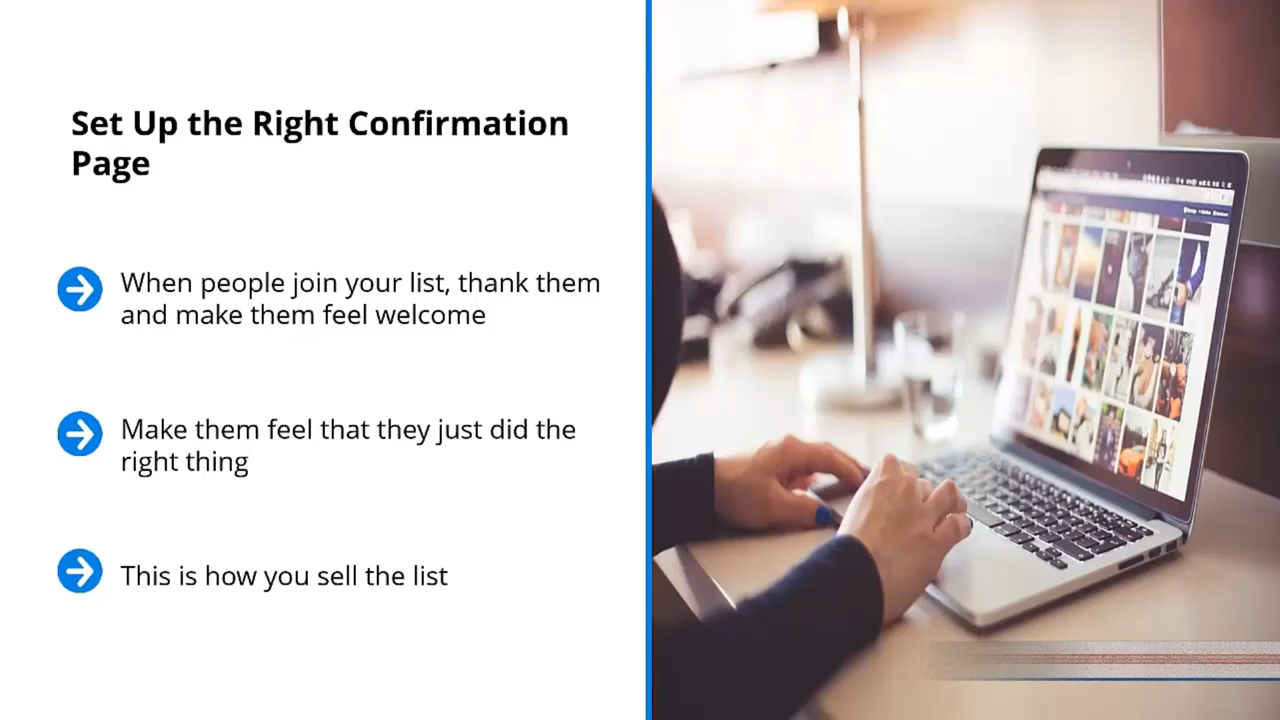 Set Up the Right Confirmation
Page
When people join your list, thank them
and make them feel welcome
Make them feel that they just did the
right thing
This is how you sell the list